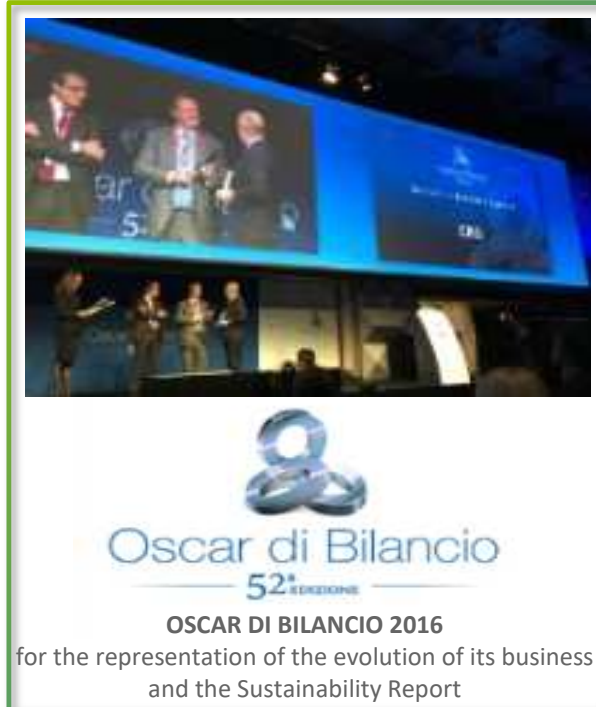 Oscar di Bilancio
52ª EDIZIONE
OSCAR DI BILANCIO 2016
for the representation of the evolution of its business
and the Sustainability Report